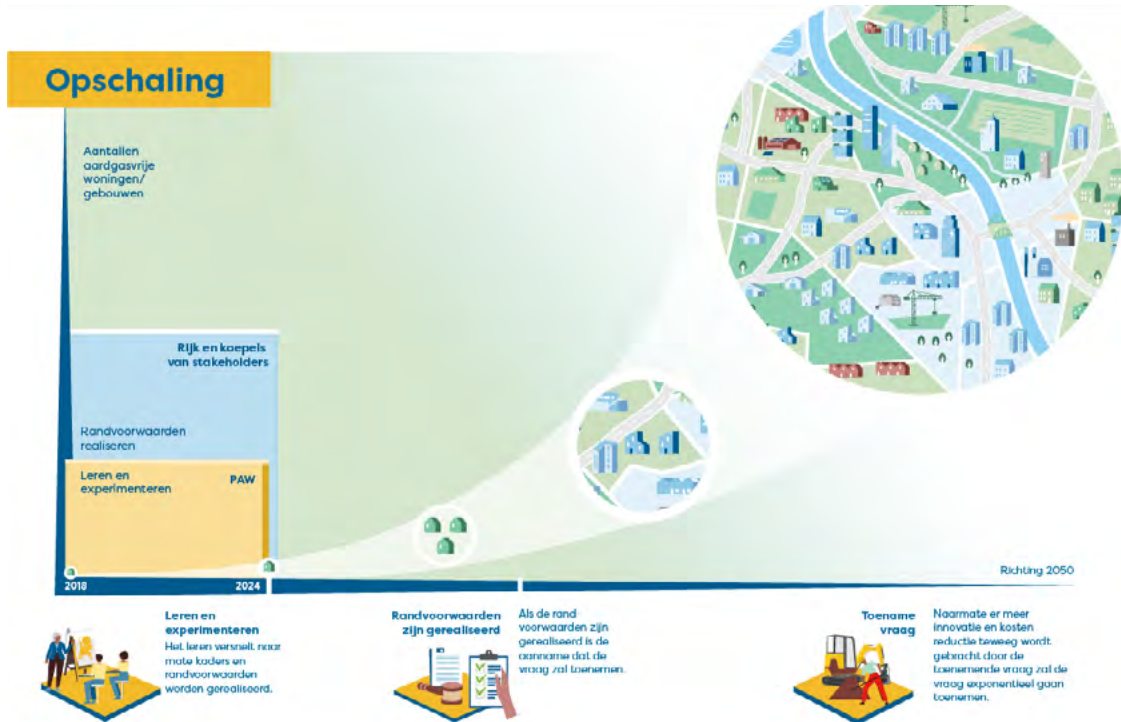 Opschaling
Aantallen
aardgasvrije
woningen/
gebouwen
Rijk en koepels
van stakeholders
Randvoorwaarden
realiseren
Leren en
experimenteren
PAW
2018
2024
Richting 2050
Leren en
experimenteren
Het leren versnelt naar
mate kaders en
randvoorwaarden
worden gerealiseerd.
Randvoorwaarden
zijn gerealiseerd
Als de rand
voorwaarden zijn
gerealiseerd is de
aanname dat de
vraag zal toenemen.
Toename
vraag
Naarmate er meer
innovatie en kosten
reductie teweeg wordt
gebracht door de
toenemende vraag zal de
vraag exponentieel gaan
toenemen.